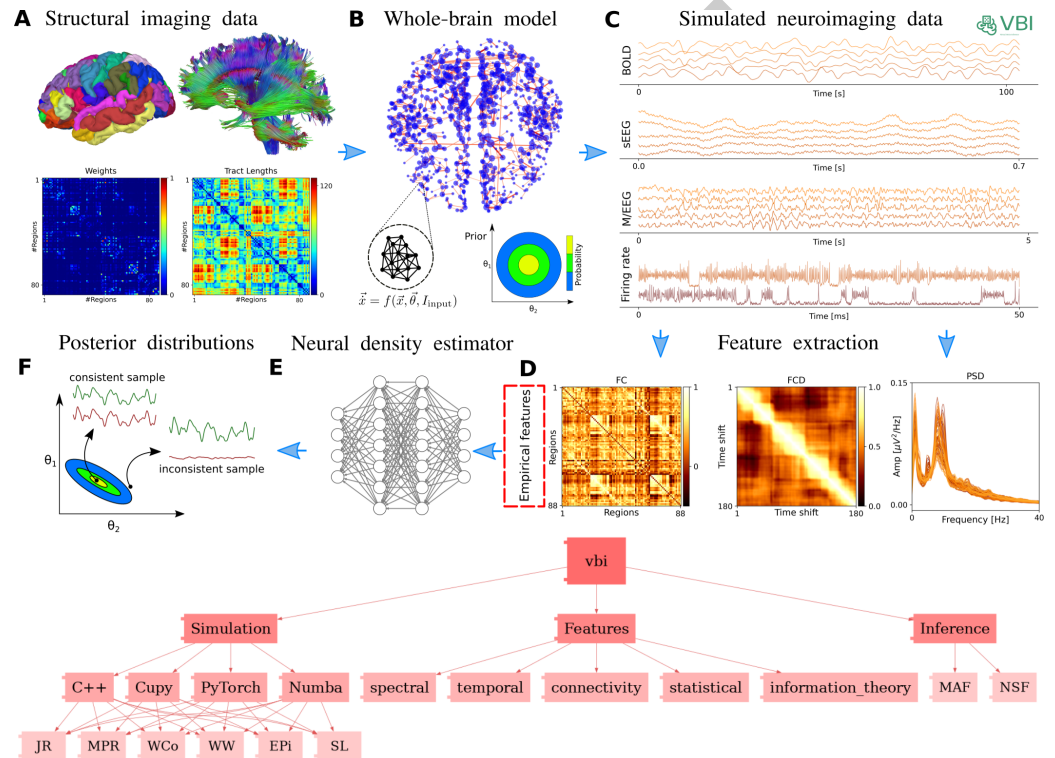 A Structural imaging data
Weights
1
#Regions
80
1
0
1 #Regions 80
Tract Lengths
1
#Regions
80
120
0
1 #Regions 80
B Whole-brain model
Prior
θ1
θ2
Probability
ẋ = f(x⃗, θ⃗, Iinput)
C Simulated neuroimaging data
VBI
BOLD
0 Time [s] 100
sEEG
0.0 Time [s] 0.7
M/EEG
0 Time [s] 5
Firing rate
0 Time [ms] 50
Feature extraction
D
Empirical features
FC
1
Regions
88
1 Regions 88
1
0
-1
FCD
1
Time shift
180
1 Time shift 180
1.0
0.5
0.0
PSD
0.15
Amp [μV²/Hz]
0.00
0 Frequency [Hz] 40
Neural density estimator
E
Posterior distributions
F
consistent sample
inconsistent sample
θ1
θ2
vbi
Simulation Features Inference
C++ Cupy PyTorch Numba spectral temporal connectivity statistical information_theory MAF NSF
JR MPR WCo WW EPi SL